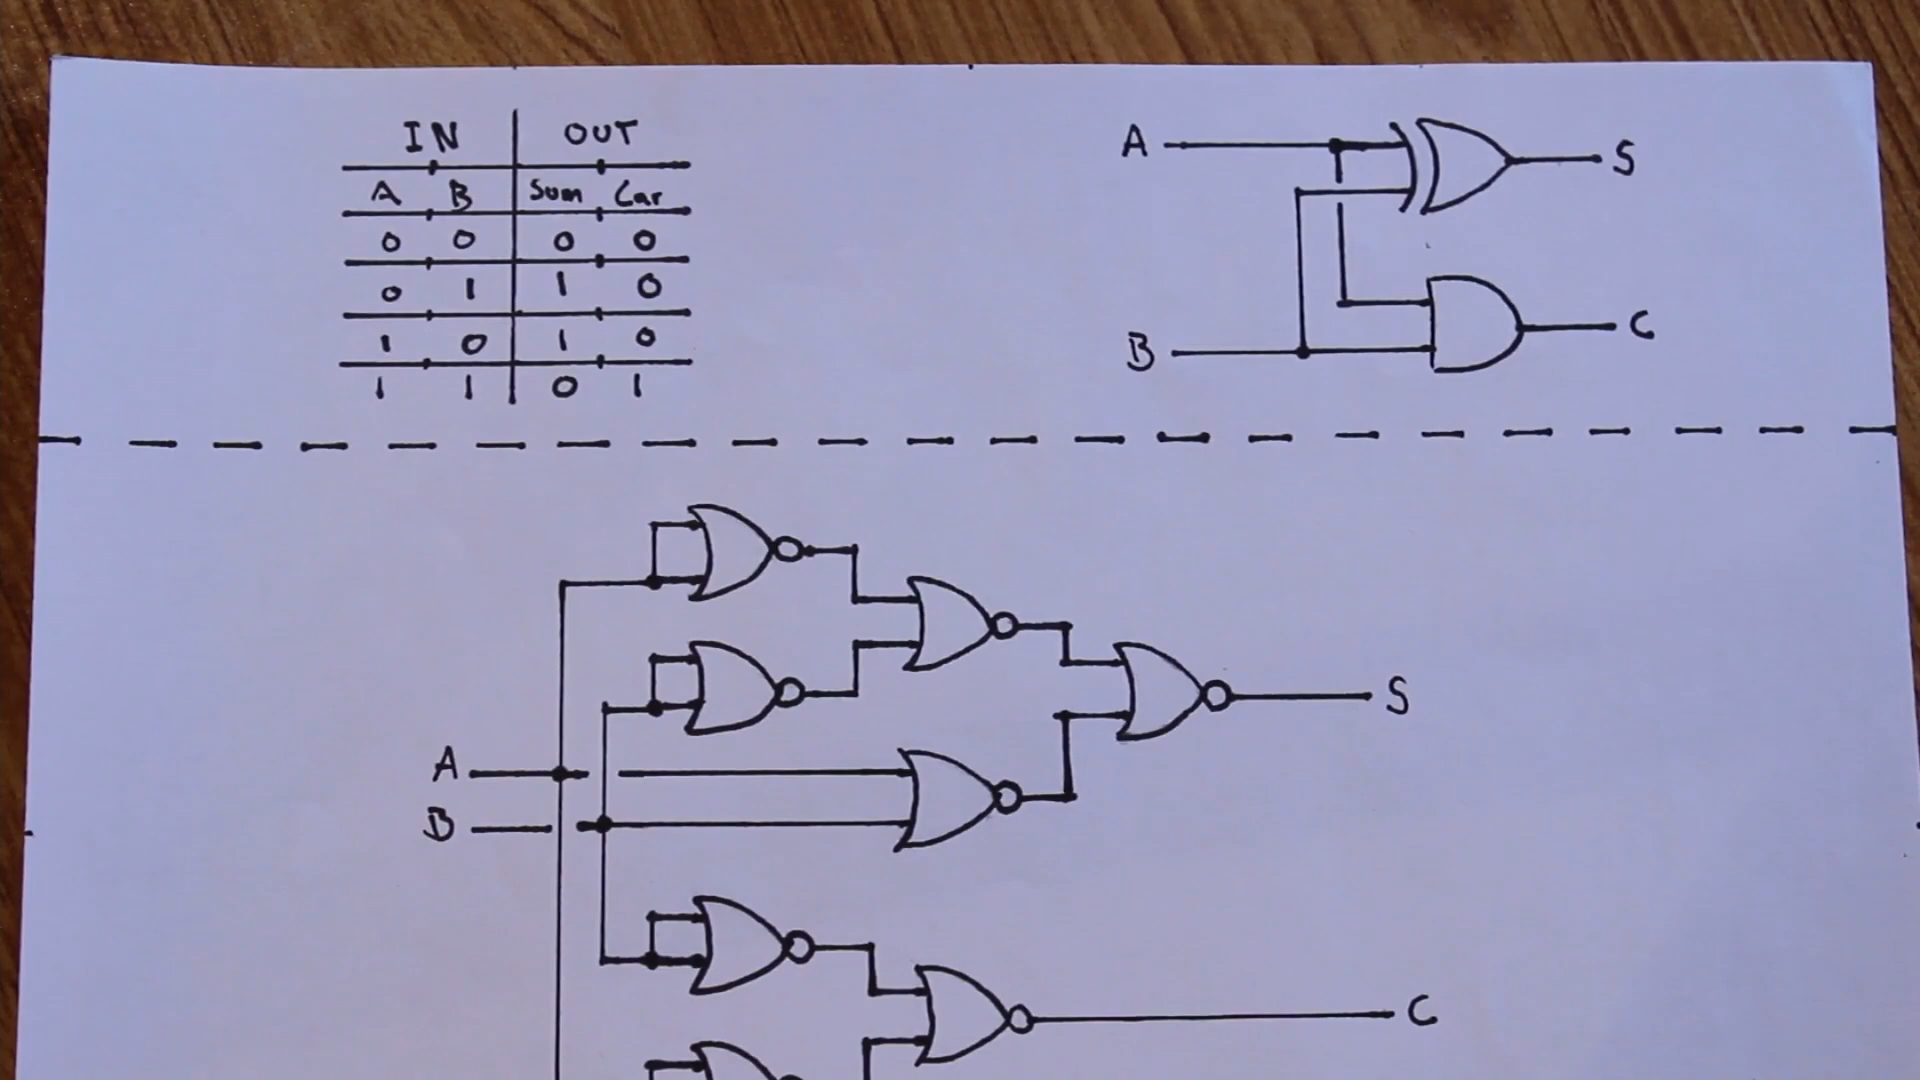 IN OUT
A B Sum Car
0 0 0 0
0 1 1 0
1 0 1 0
1 1 0 1
A S
B C
A S
B
C